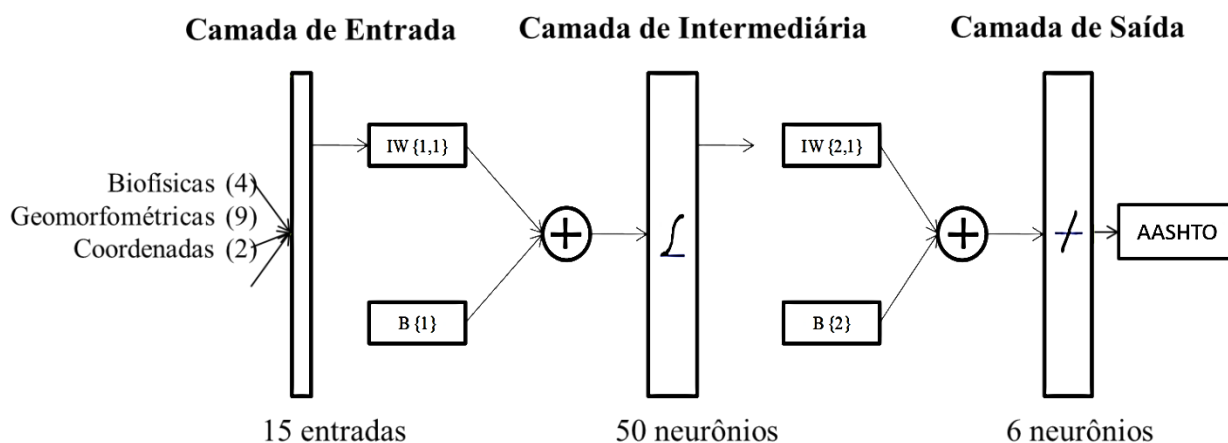 Camada de Entrada
Camada de Intermediária
Camada de Saída
IW {1,1}
IW {2,1}
Biofísicas (4)
Geomorfométricas (9)
Coordenadas (2)
AASHTO
B {1}
B {2}
15 entradas
50 neurônios
6 neurônios